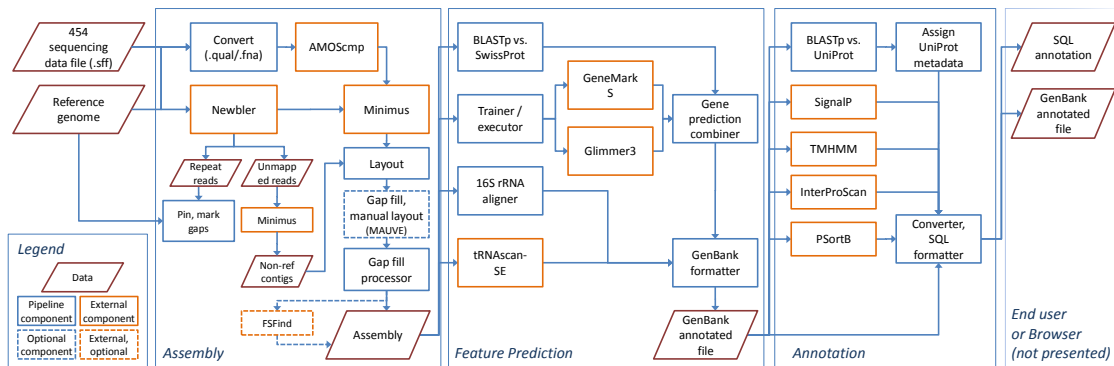 454
sequencing
data file (.sff)
Reference
genome
Convert
(.qual/.fna)
AMOScmp
Newbler
Minimus
Repeat
reads
Unmapp
ed reads
Layout
Pin, mark
gaps
Minimus
Gap fill,
manual layout
(MAUVE)
Non-ref
contigs
Gap fill
processor
FSFind
Assembly
Assembly
Legend
Data
Pipeline
component
External
component
Optional
component
External,
optional
BLASTp vs.
SwissProt
Trainer /
executor
GeneMark
S
Glimmer3
Gene
prediction
combiner
16S rRNA
aligner
tRNAscan-
SE
GenBank
formatter
GenBank
annotated
file
Feature Prediction
BLASTp vs.
UniProt
Assign
UniProt
metadata
SignalP
TMHMM
InterProScan
PSortB
Converter,
SQL
formatter
Annotation
SQL
annotation
GenBank
annotated
file
End user
or Browser
(not presented)